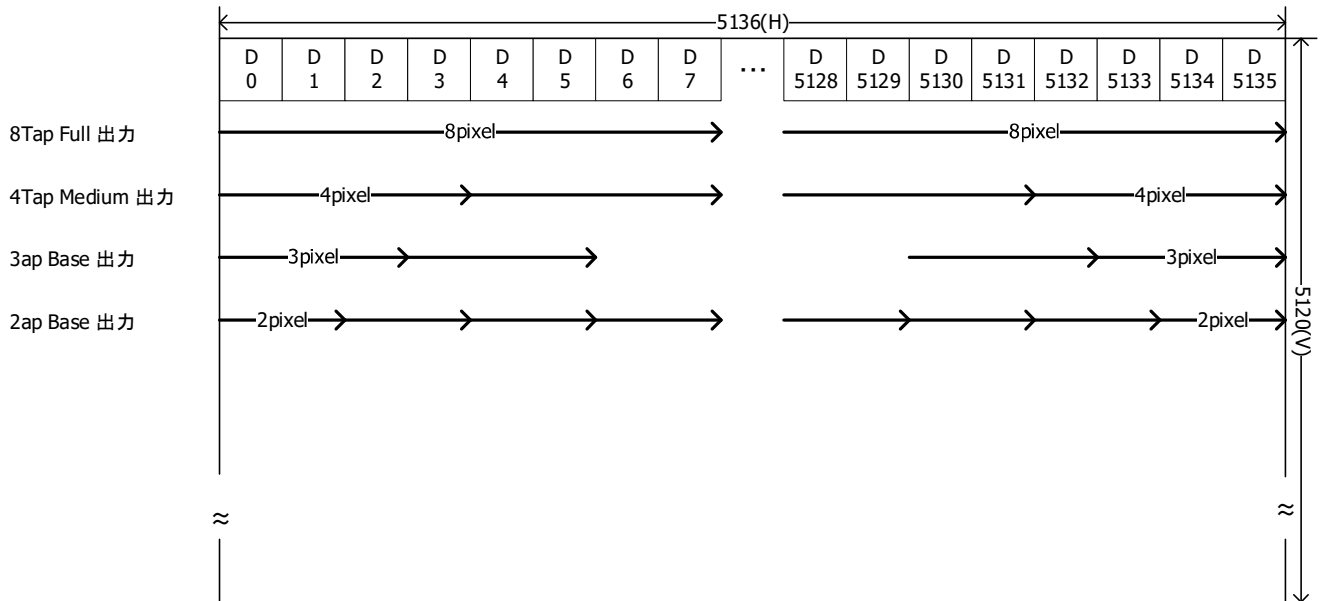 5136(H)
D 0 D 1 D 2 D 3 D 4 D 5 D 6 D 7 ... D 5128 D 5129 D 5130 D 5131 D 5132 D 5133 D 5134 D 5135
8Tap Full 出力 8pixel 8pixel
4Tap Medium 出力 4pixel 4pixel
3ap Base 出力 3pixel 3pixel
2ap Base 出力 2pixel 2pixel
5120(V)
≈ ≈